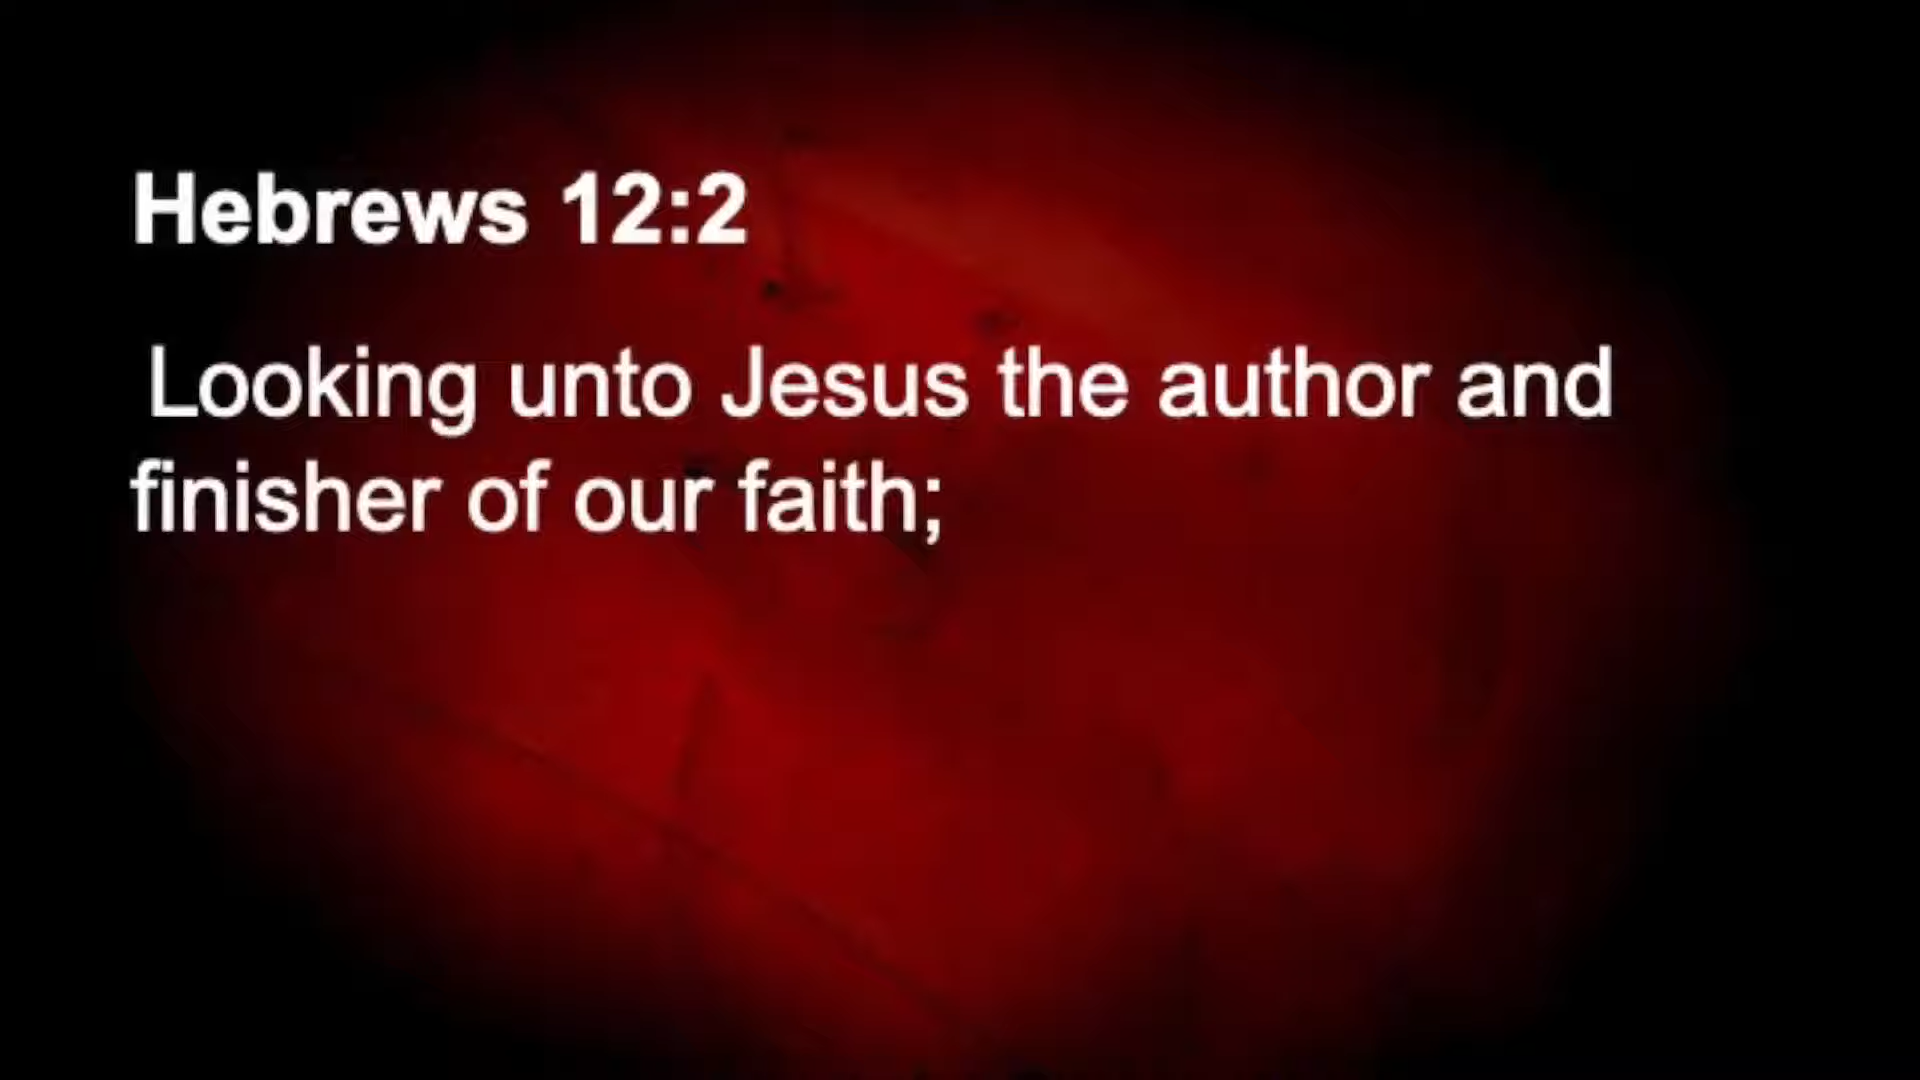 Hebrews 12:2
Looking unto Jesus the author and
finisher of our faith;